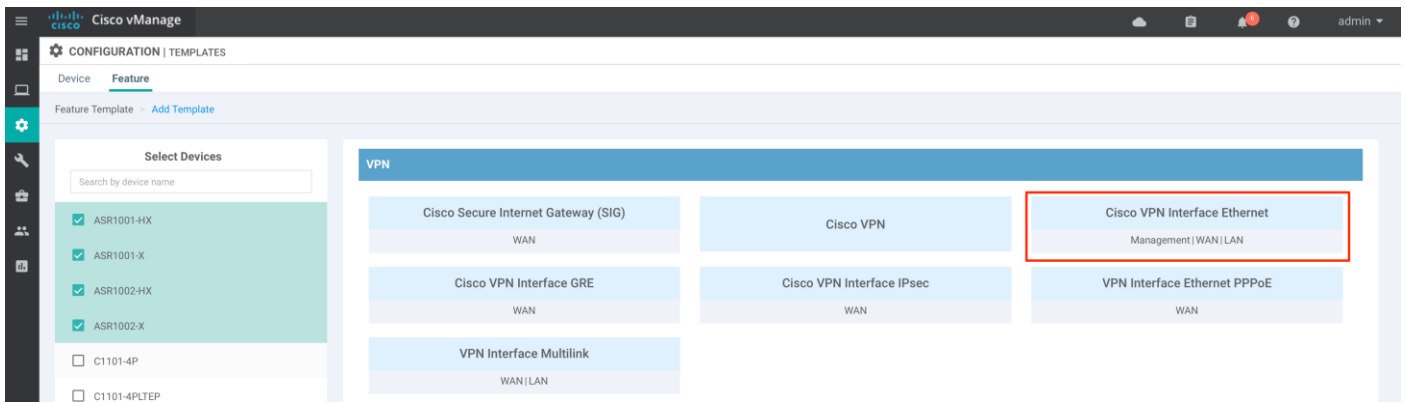 cisco Cisco vManage 6 admin
CONFIGURATION | TEMPLATES
Device Feature
Feature Template > Add Template
Select Devices
Search by device name
ASR1001-HX
ASR1001-X
ASR1002-HX
ASR1002-X
C1101-4P
C1101-4PLTEP
VPN
Cisco Secure Internet Gateway (SIG)
WAN
Cisco VPN
Cisco VPN Interface Ethernet
Management | WAN | LAN
Cisco VPN Interface GRE
WAN
Cisco VPN Interface IPsec
WAN
VPN Interface Ethernet PPPoE
WAN
VPN Interface Multilink
WAN | LAN